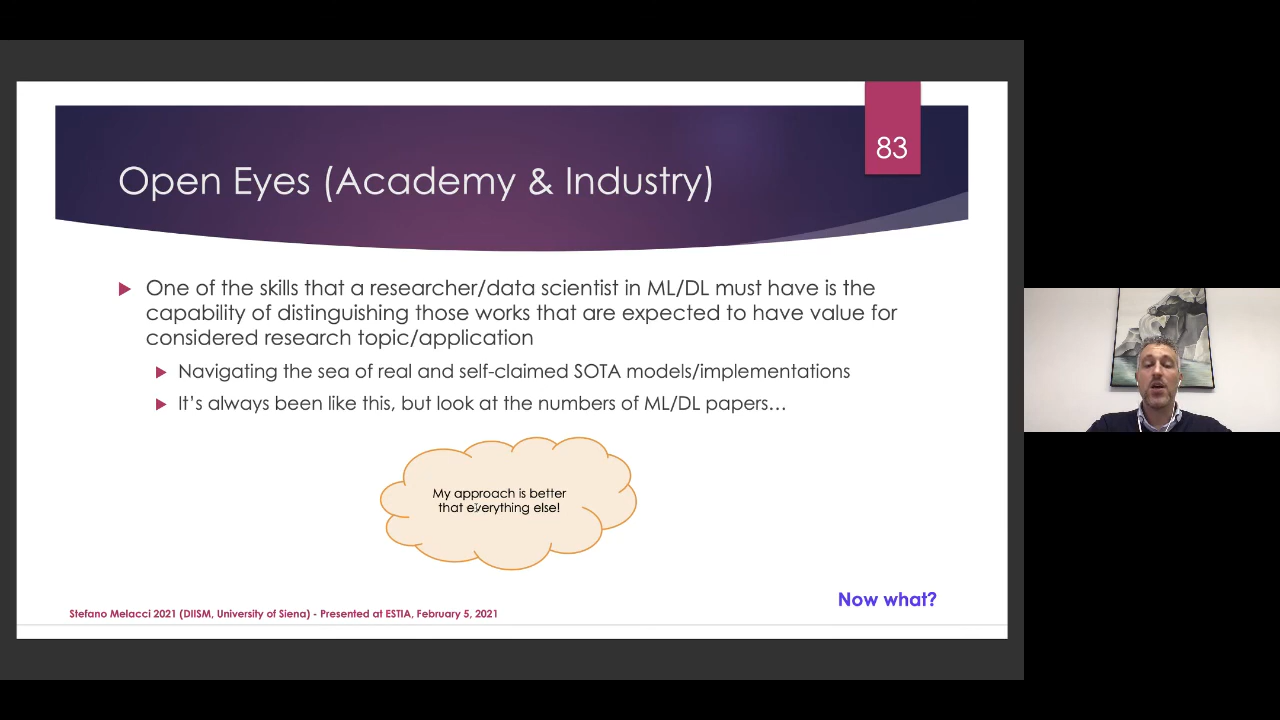 83
Open Eyes (Academy & Industry)
One of the skills that a researcher/data scientist in ML/DL must have is the
capability of distinguishing those works that are expected to have value for
considered research topic/application
Navigating the sea of real and self-claimed SOTA models/implementations
It's always been like this, but look at the numbers of ML/DL papers…
My approach is better
that everything else!
Now what?
Stefano Melacci 2021 (DIISM, University of Siena) - Presented at ESTIA, February 5, 2021